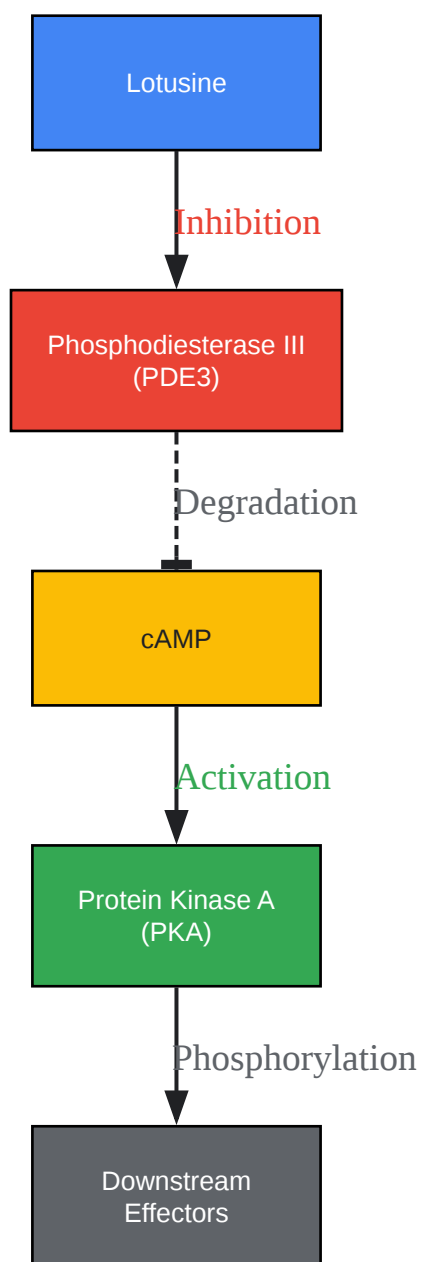 Lotusine
Inhibition
Phosphodiesterase III
(PDE3)
Degradation
cAMP
Activation
Protein Kinase A
(PKA)
Phosphorylation
Downstream
Effectors